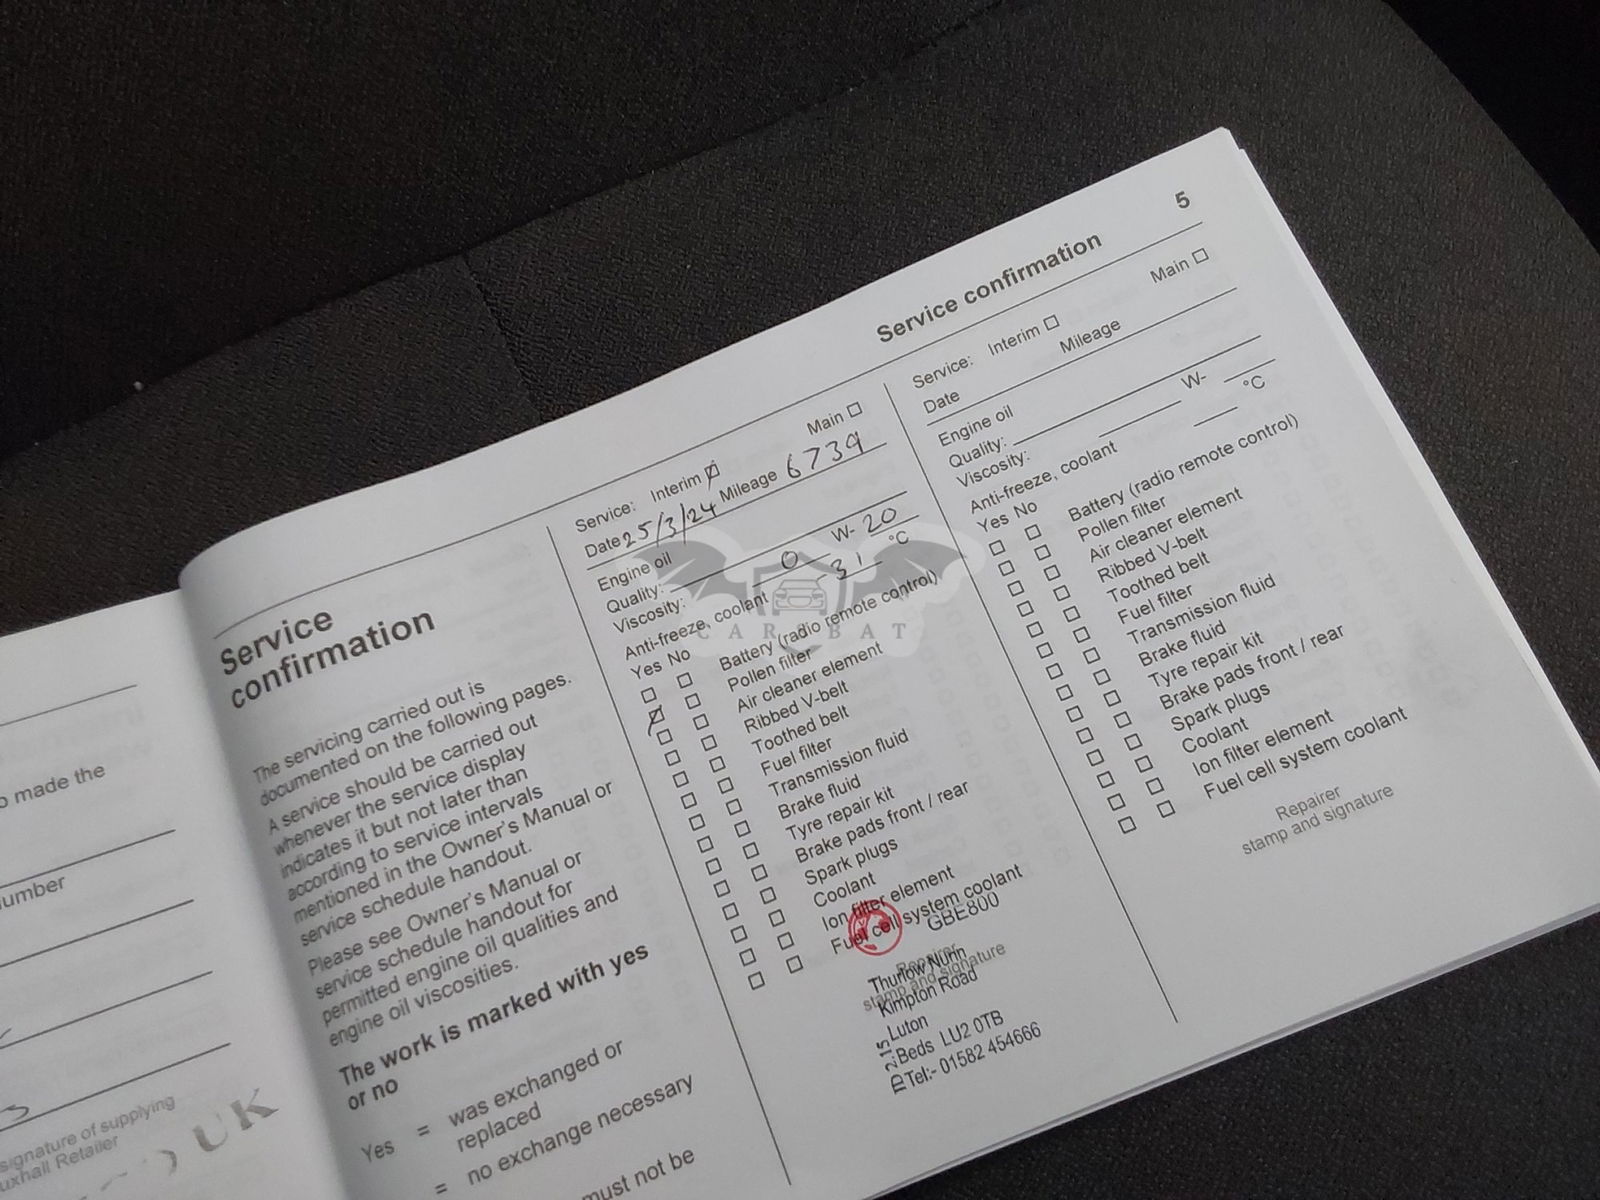 5
Service confirmation
o made the
umber
signature of supplying
uxhall Retailer
UK
Service
confirmation
The servicing carried out is
documented on the following pages.
A service should be carried out
whenever the service display
indicates it but not later than
according to service intervals
mentioned in the Owner's Manual or
service schedule handout.
Please see Owner's Manual or
service schedule handout for
permitted engine oil qualities and
engine oil viscosities.
The work is marked with yes
or no
Yes = was exchanged or
replaced
= no exchange necessary
must not be
Service: Interim Main
Date 25/3/24 Mileage 6739
Engine oil
Quality:
Viscosity: 0 W- 20
Anti-freeze, coolant -31 °C
Yes No
Battery (radio remote control)
Pollen filter
Air cleaner element
Ribbed V-belt
Toothed belt
Fuel filter
Transmission fluid
Brake fluid
Tyre repair kit
Brake pads front / rear
Spark plugs
Coolant
Ion filter element
Fuel cell system coolant
GBE800
Repairer
stamp and signature
Thurlow Nunn
Kimpton Road
Luton
Beds LU2 0TB
Tel:- 01582 454666
ID 2.15
CAR BAT
Service: Interim Main
Date Mileage
Engine oil
Quality:
Viscosity: W-
Anti-freeze, coolant °C
Yes No
Battery (radio remote control)
Pollen filter
Air cleaner element
Ribbed V-belt
Toothed belt
Fuel filter
Transmission fluid
Brake fluid
Tyre repair kit
Brake pads front / rear
Spark plugs
Coolant
Ion filter element
Fuel cell system coolant
Repairer
stamp and signature